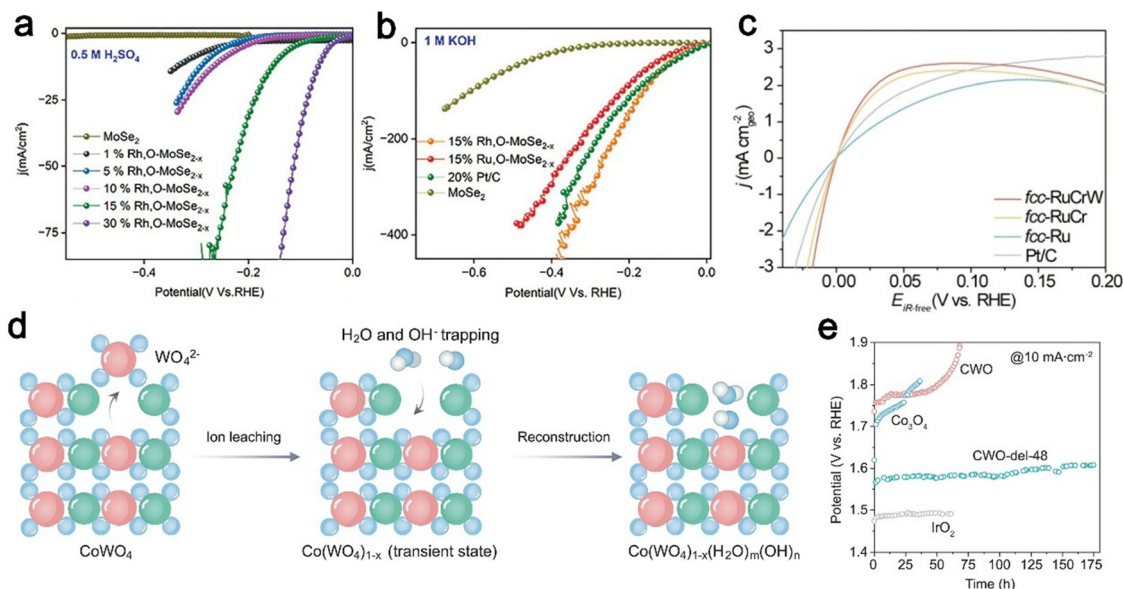 a
0
−25
−50
−75
j(mA/cm²)
0.5 M H₂SO₄
MoSe₂
1 % Rh,O-MoSe₂₋ₓ
5 % Rh,O-MoSe₂₋ₓ
10 % Rh,O-MoSe₂₋ₓ
15 % Rh,O-MoSe₂₋ₓ
30 % Rh,O-MoSe₂₋ₓ
−0.4
−0.2
0.0
Potential(V Vs.RHE)
b
0
−200
−400
j(mA/cm²)
1 M KOH
15% Rh,O-MoSe₂₋ₓ
15% Ru,O-MoSe₂₋ₓ
20% Pt/C
MoSe₂
−0.6
−0.4
−0.2
0.0
Potential(V Vs.RHE)
c
3
2
1
0
-1
-2
-3
j (mA cm⁻²geo)
fcc-RuCrW
fcc-RuCr
fcc-Ru
Pt/C
0.00
0.05
0.10
0.15
0.20
E iR-free (V vs. RHE)
d
WO₄²⁻
H₂O and OH⁻ trapping
Ion leaching
Reconstruction
CoWO₄
Co(WO₄)₁₋ₓ (transient state)
Co(WO₄)₁₋ₓ(H₂O)ₘ(OH)ₙ
e
1.9
1.8
1.7
1.6
1.5
1.4
Potential (V vs. RHE)
@10 mA·cm⁻²
CWO
Co₃O₄
CWO-del-48
IrO₂
0
25
50
75
100
125
150
175
Time (h)